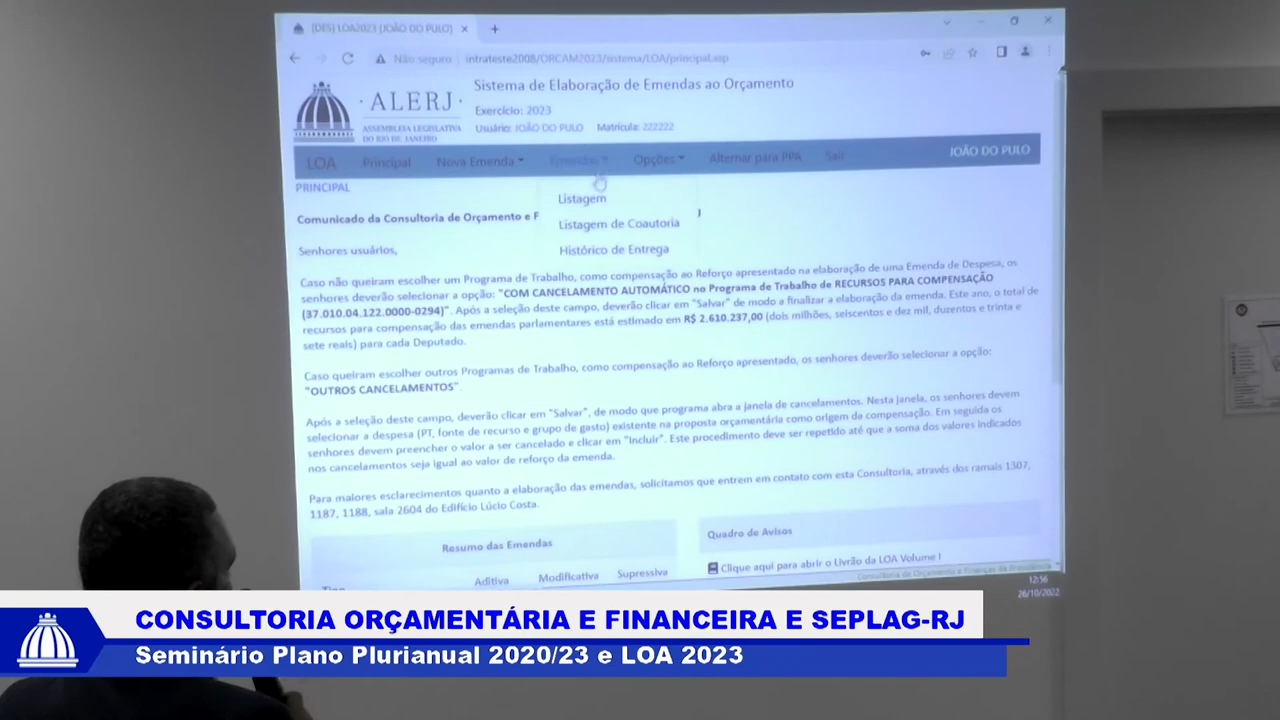 (DES) LOA2023 (JOÃO DO PULO)
Não seguro | intrateste2008/ORCAM2023/sistema/LOA/principal.asp
ALERJ
ASSEMBLEIA LEGISLATIVA
DO RIO DE JANEIRO
Sistema de Elaboração de Emendas ao Orçamento
Exercício: 2023
Usuário: JOÃO DO PULO Matrícula: 222222
LOA Principal Nova Emenda Emendas Opções Alternar para PPA Sair JOÃO DO PULO
PRINCIPAL
Listagem
Listagem de Coautoria
Histórico de Entrega
Comunicado da Consultoria de Orçamento e F
Senhores usuários,
Caso não queiram escolher um Programa de Trabalho, como compensação ao Reforço apresentado na elaboração de uma Emenda de Despesa, os
senhores deverão selecionar a opção: "COM CANCELAMENTO AUTOMÁTICO no Programa de Trabalho de RECURSOS PARA COMPENSAÇÃO
(37.010.04.122.0000-0294)". Após a seleção deste campo, deverão clicar em "Salvar" de modo a finalizar a elaboração da emenda. Este ano, o total de
recursos para compensação das emendas parlamentares está estimado em R$ 2.610.237,00 (dois milhões, seiscentos e dez mil, duzentos e trinta e
sete reais) para cada Deputado.
Caso queiram escolher outros Programas de Trabalho, como compensação ao Reforço apresentado, os senhores deverão selecionar a opção:
"OUTROS CANCELAMENTOS".
Após a seleção deste campo, deverão clicar em "Salvar", de modo que programa abra a janela de cancelamentos. Nesta janela, os senhores devem
selecionar a despesa (PT, fonte de recurso e grupo de gasto) existente na proposta orçamentária como origem da compensação. Em seguida os
senhores devem preencher o valor a ser cancelado e clicar em "Incluir". Este procedimento deve ser repetido até que a soma dos valores indicados
nos cancelamentos seja igual ao valor de reforço da emenda.
Para maiores esclarecimentos quanto a elaboração das emendas, solicitamos que entrem em contato com esta Consultoria, através dos ramais 1307,
1187, 1188, sala 2604 do Edifício Lúcio Costa.
Resumo das Emendas
Aditiva Modificativa Supressiva
Tipo
Quadro de Avisos
Clique aqui para abrir o Livrão da LOA Volume I
Consultoria de Orçamento e Finanças da Presidência
12:56
26/10/2022
CONSULTORIA ORÇAMENTÁRIA E FINANCEIRA E SEPLAG-RJ
Seminário Plano Plurianual 2020/23 e LOA 2023